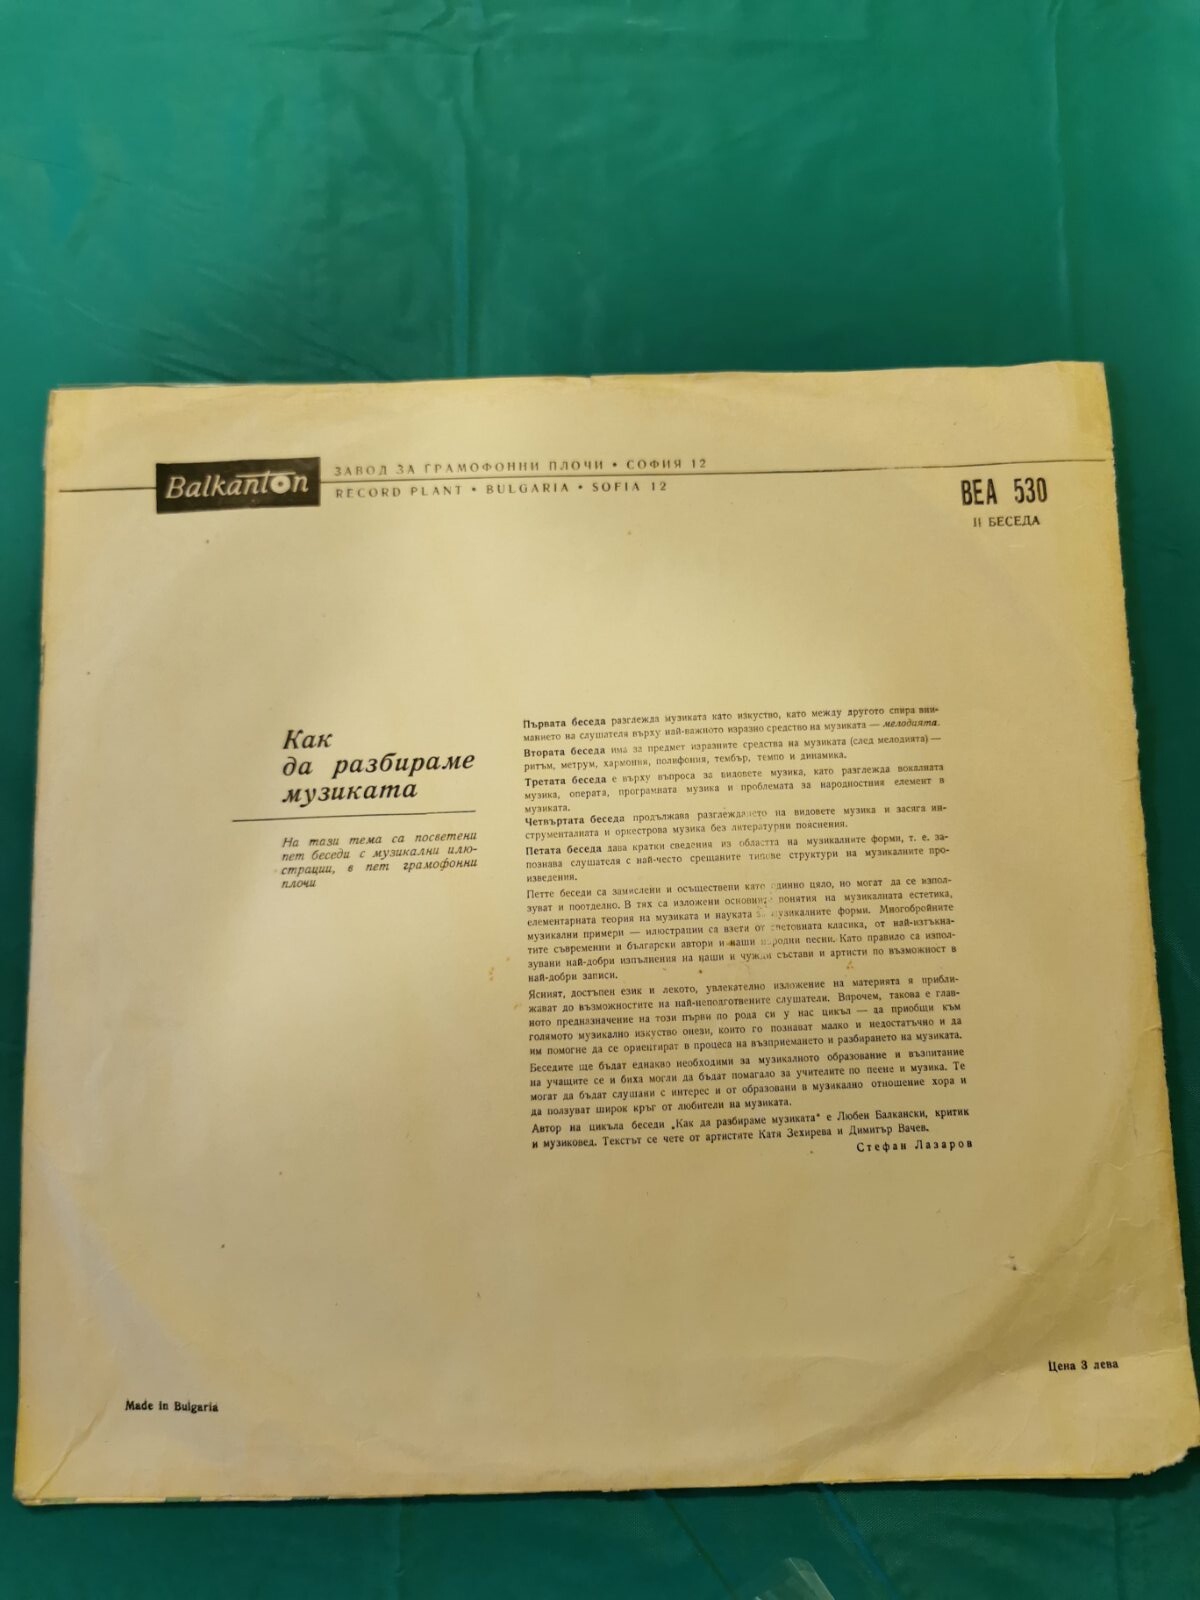 Balkanton
ЗАВОД ЗА ГРАМОФОННИ ПЛОЧИ • СОФИЯ 12
RECORD PLANT • BULGARIA • SOFIA 12
ВЕА 530
II БЕСЕДА
Как
да разбираме
музиката
На тази тема са посветени
пет беседи с музикални илю-
страции, в пет грамофонни
плочи
Първата беседа разглежда музиката като изкуство, като между другото спира вни-
манието на слушателя върху най-важното изразно средство на музиката — мелодията.
Втората беседа има за предмет изразните средства на музиката (след мелодията) —
ритъм, метрум, хармония, полифония, тембър, темпо и динамика.
Третата беседа е върху въпроса за видовете музика, като разглежда вокалната
музика, операта, програмната музика и проблемата за народностния елемент в
музиката.
Четвъртата беседа продължава разглеждането на видовете музика и засяга ин-
струменталната и оркестрова музика без литературни пояснения.
Петата беседа дава кратки сведения из областта на музикалните форми, т. е. за-
познава слушателя с най-често срещаните типове структури на музикалните про-
изведения.
Петте беседи са замислени и осъществени като единно цяло, но могат да се изпол-
зуват и поотделно. В тях са изложени основните понятия на музикалната естетика,
елементарната теория на музиката и науката за музикалните форми. Многобройните
музикални примери — илюстрации са взети от световната класика, от най-изтъкна-
тите съвременни и български автори и наши народни песни. Като правило са изпол-
зувани най-добри изпълнения на наши и чужди състави и артисти по възможност в
най-добри записи.
Ясният, достъпен език и лекото, увлекателно изложение на материята я прибли-
жават до възможностите на най-неподготвените слушатели. Впрочем, такова е глав-
ното предназначение на този първи по рода си у нас цикъл — да приобщи към
голямото музикално изкуство онези, които го познават малко и недостатъчно и да
им помогне да се ориентират в процеса на възприемането и разбирането на музиката.
Беседите ще бъдат еднакво необходими за музикалното образование и възпитание
на учащите се и биха могли да бъдат помагало за учителите по пеене и музика. Те
могат да бъдат слушани с интерес и от образовани в музикално отношение хора и
да ползуват широк кръг от любители на музиката.
Автор на цикъла беседи „Как да разбираме музиката“ е Любен Балкански, критик
и музиковед. Текстът се чете от артистите Катя Зехирева и Димитър Вачев.
Стефан Лазаров
Цена 3 лева
Made in Bulgaria